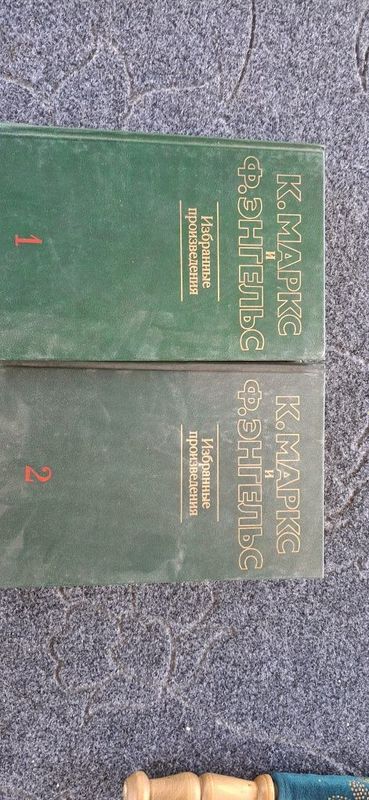 К. МАРКС
и
Ф. ЭНГЕЛЬС
Избранные
произведения
1
К. МАРКС
и
Ф. ЭНГЕЛЬС
Избранные
произведения
2